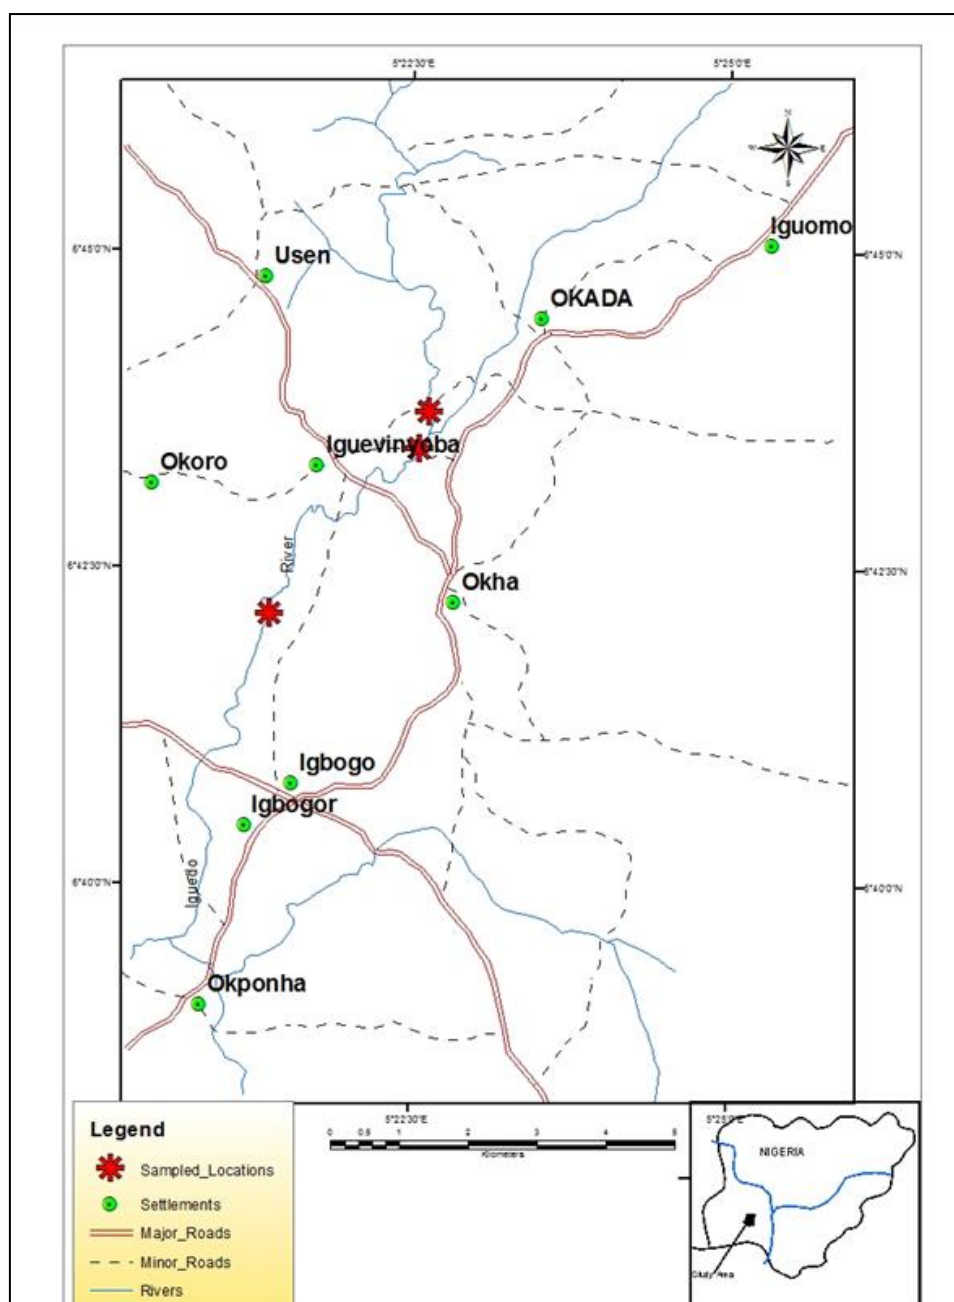 5°22'30"E 5°25'0"E
N
W E
S
Iguomo
6°45'0"N 6°45'0"N
Usen
OKADA
Iguevinyoba
Okoro
River
6°42'30"N 6°42'30"N
Okha
Igbogo
Igbogor
Iguedo
6°40'0"N 6°40'0"N
Okponha
5°22'30"E 5°25'0"E
Legend
Sampled_Locations
Settlements
Major_Roads
Minor_Roads
Rivers
0 0.5 1 2 3 4 5
Kilometers
NIGERIA
Study Area